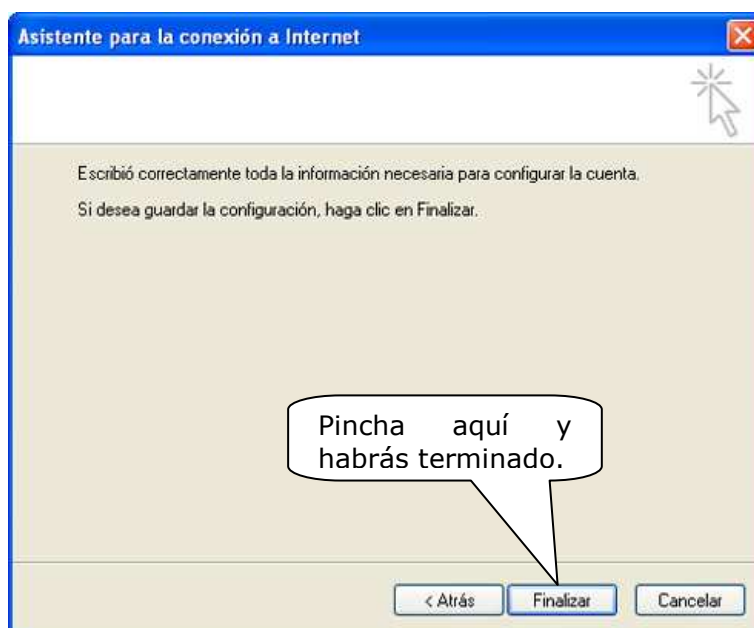 Asistente para la conexión a Internet
Escribió correctamente toda la información necesaria para configurar la cuenta.
Si desea guardar la configuración, haga clic en Finalizar.
Pincha aquí y
habrás terminado.
< Atrás Finalizar Cancelar